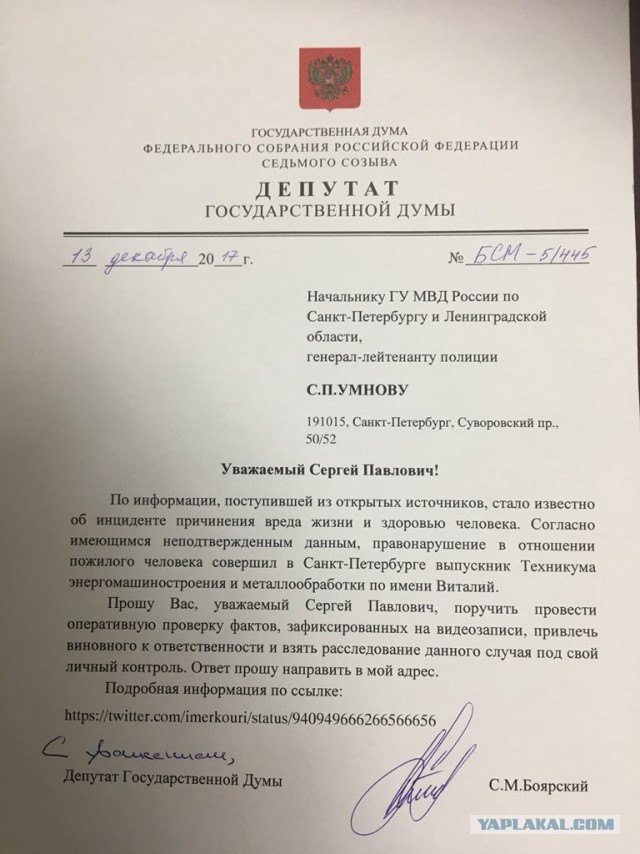 ГОСУДАРСТВЕННАЯ ДУМА
ФЕДЕРАЛЬНОГО СОБРАНИЯ РОССИЙСКОЙ ФЕДЕРАЦИИ
СЕДЬМОГО СОЗЫВА
ДЕПУТАТ
ГОСУДАРСТВЕННОЙ ДУМЫ
13 декабря 2017 г. № БСМ-5/445
Начальнику ГУ МВД России по
Санкт-Петербургу и Ленинградской
области,
генерал-лейтенанту полиции
С.П.УМНОВУ
191015, Санкт-Петербург, Суворовский пр.,
50/52
Уважаемый Сергей Павлович!
По информации, поступившей из открытых источников, стало известно
об инциденте причинения вреда жизни и здоровью человека. Согласно
имеющимся неподтвержденным данным, правонарушение в отношении
пожилого человека совершил в Санкт-Петербурге выпускник Техникума
энергомашиностроения и металлообработки по имени Виталий.
Прошу Вас, уважаемый Сергей Павлович, поручить провести
оперативную проверку фактов, зафиксированных на видеозаписи, привлечь
виновного к ответственности и взять расследование данного случая под свой
личный контроль. Ответ прошу направить в мой адрес.
Подробная информация по ссылке:
https://twitter.com/imerkouri/status/940949666266566656
С уважением,
Депутат Государственной Думы С.М.Боярский
YAPLAKAL.COM